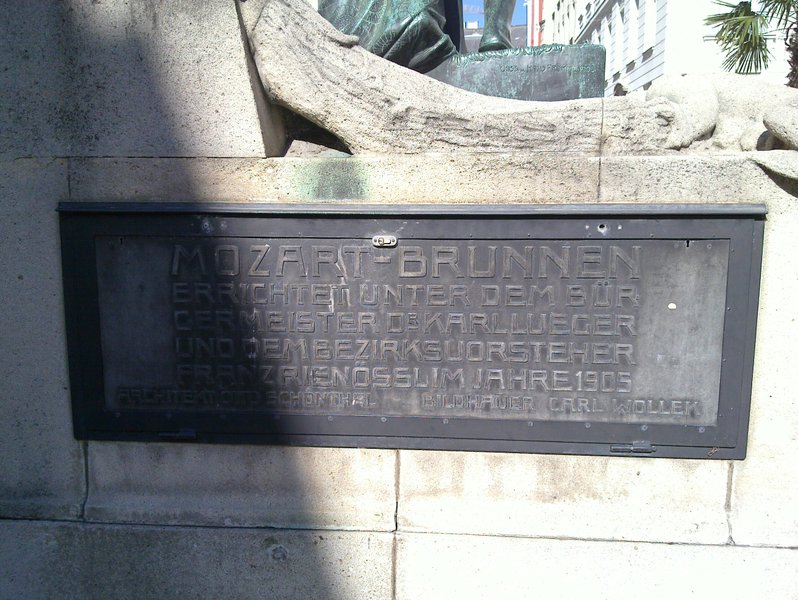 MOZART-BRUNNEN
ERRICHTET UNTER DEM BÜR
GERMEISTER DR KARL LUEGER
UND DEM BEZIRKSVORSTEHER
FRANZ RIENÖSSL IM JAHRE 1905
ARCHITEKT OTTO SCHÖNTHAL BILDHAUER CARL WOLLEK